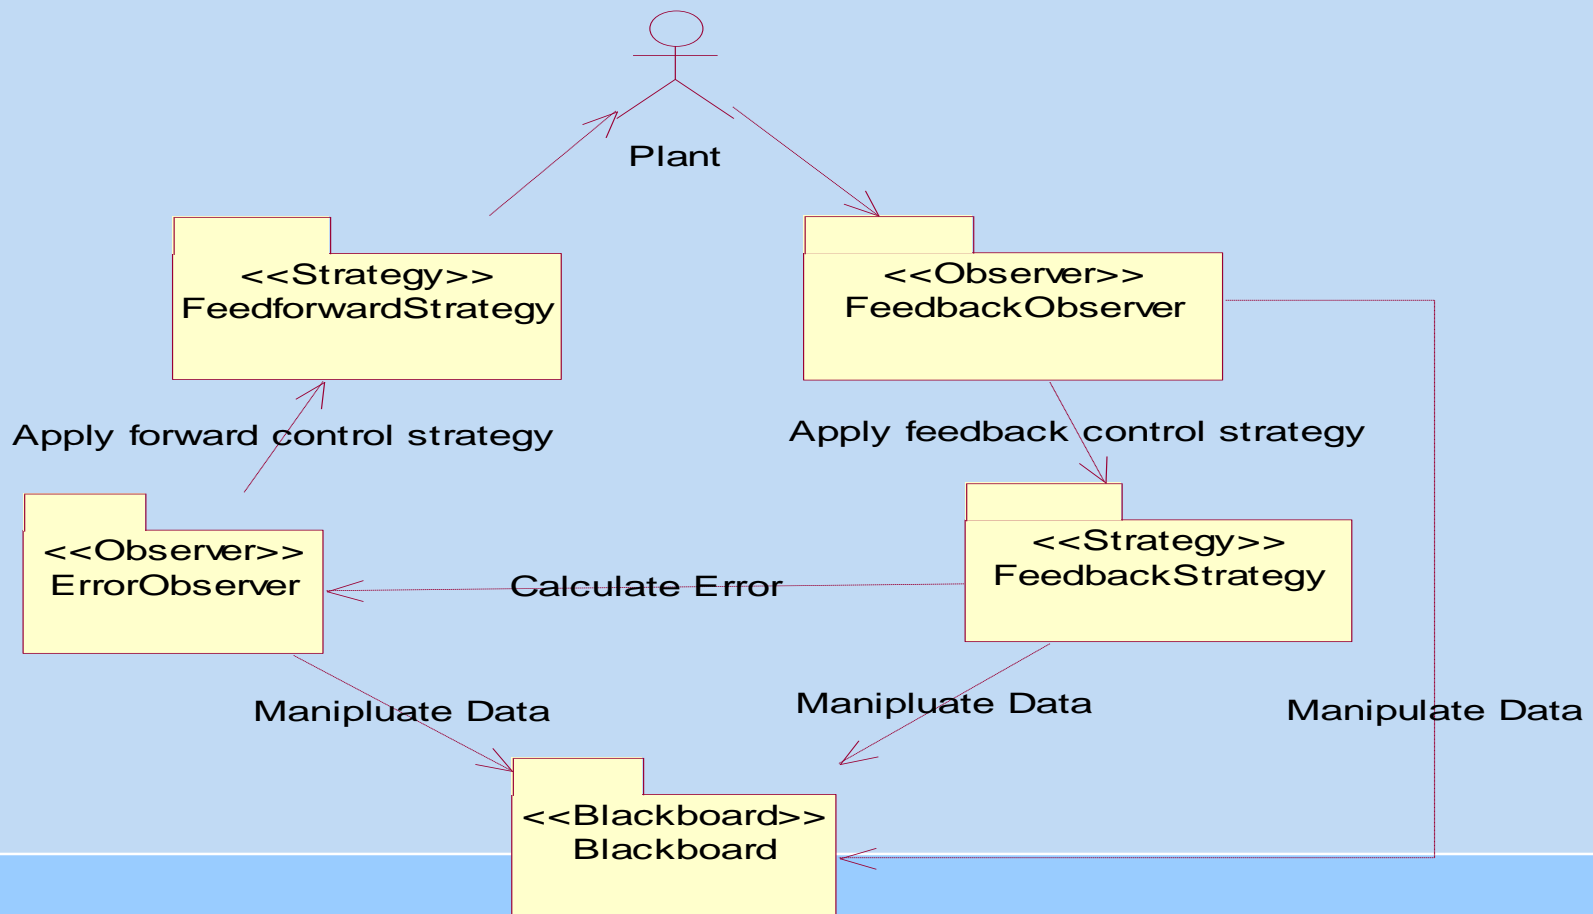 Plant
<<Strategy>>
FeedforwardStrategy
<<Observer>>
FeedbackObserver
Apply forward control strategy
Apply feedback control strategy
<<Observer>>
ErrorObserver
Calculate Error
<<Strategy>>
FeedbackStrategy
Manipluate Data
Manipluate Data
Manipulate Data
<<Blackboard>>
Blackboard